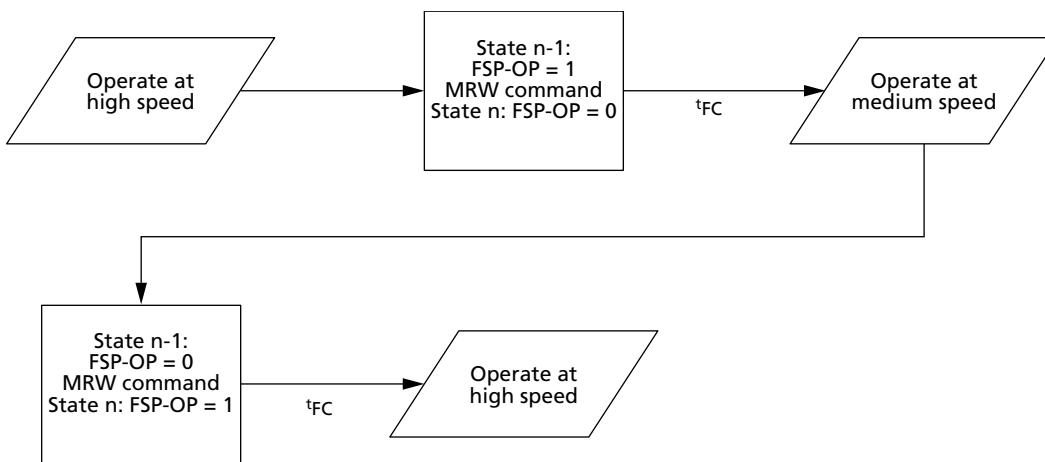 Operate at
high speed
State n-1:
FSP-OP = 1
MRW command
State n: FSP-OP = 0
tFC
Operate at
medium speed
State n-1:
FSP-OP = 0
MRW command
State n: FSP-OP = 1
tFC
Operate at
high speed